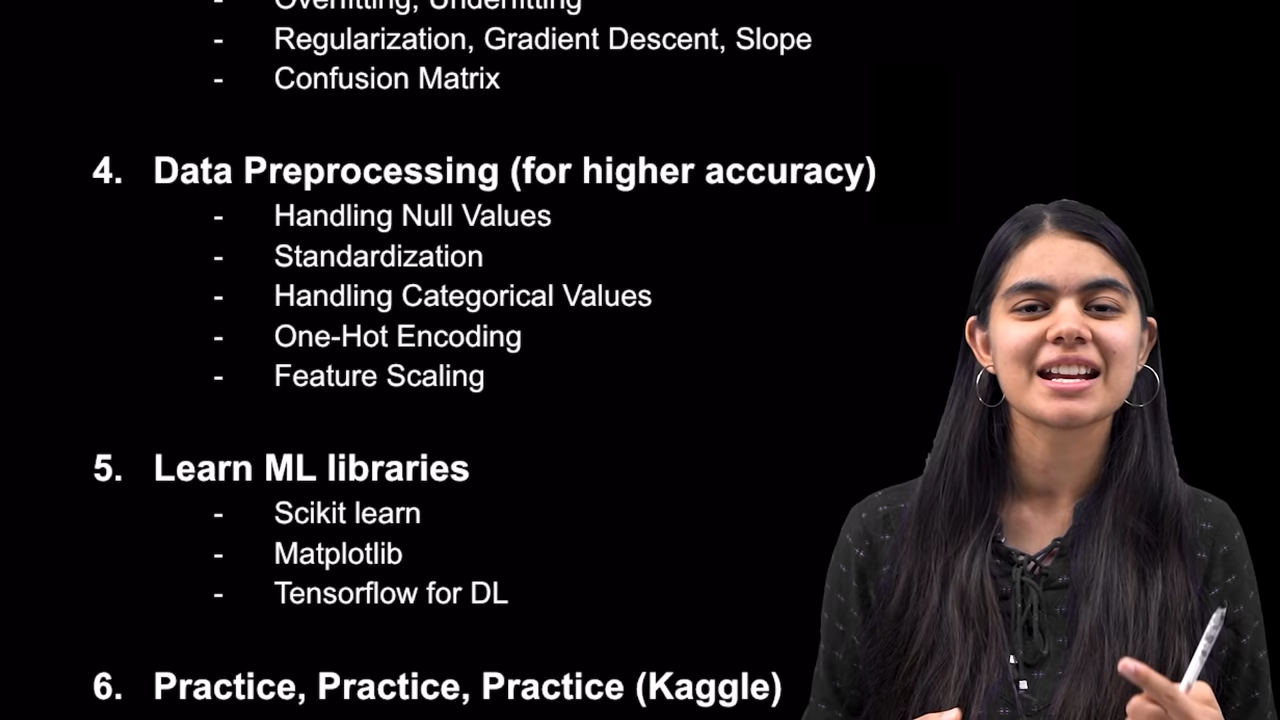 - Overfitting, Underfitting
- Regularization, Gradient Descent, Slope
- Confusion Matrix
4. Data Preprocessing (for higher accuracy)
- Handling Null Values
- Standardization
- Handling Categorical Values
- One-Hot Encoding
- Feature Scaling
5. Learn ML libraries
- Scikit learn
- Matplotlib
- Tensorflow for DL
6. Practice, Practice, Practice (Kaggle)